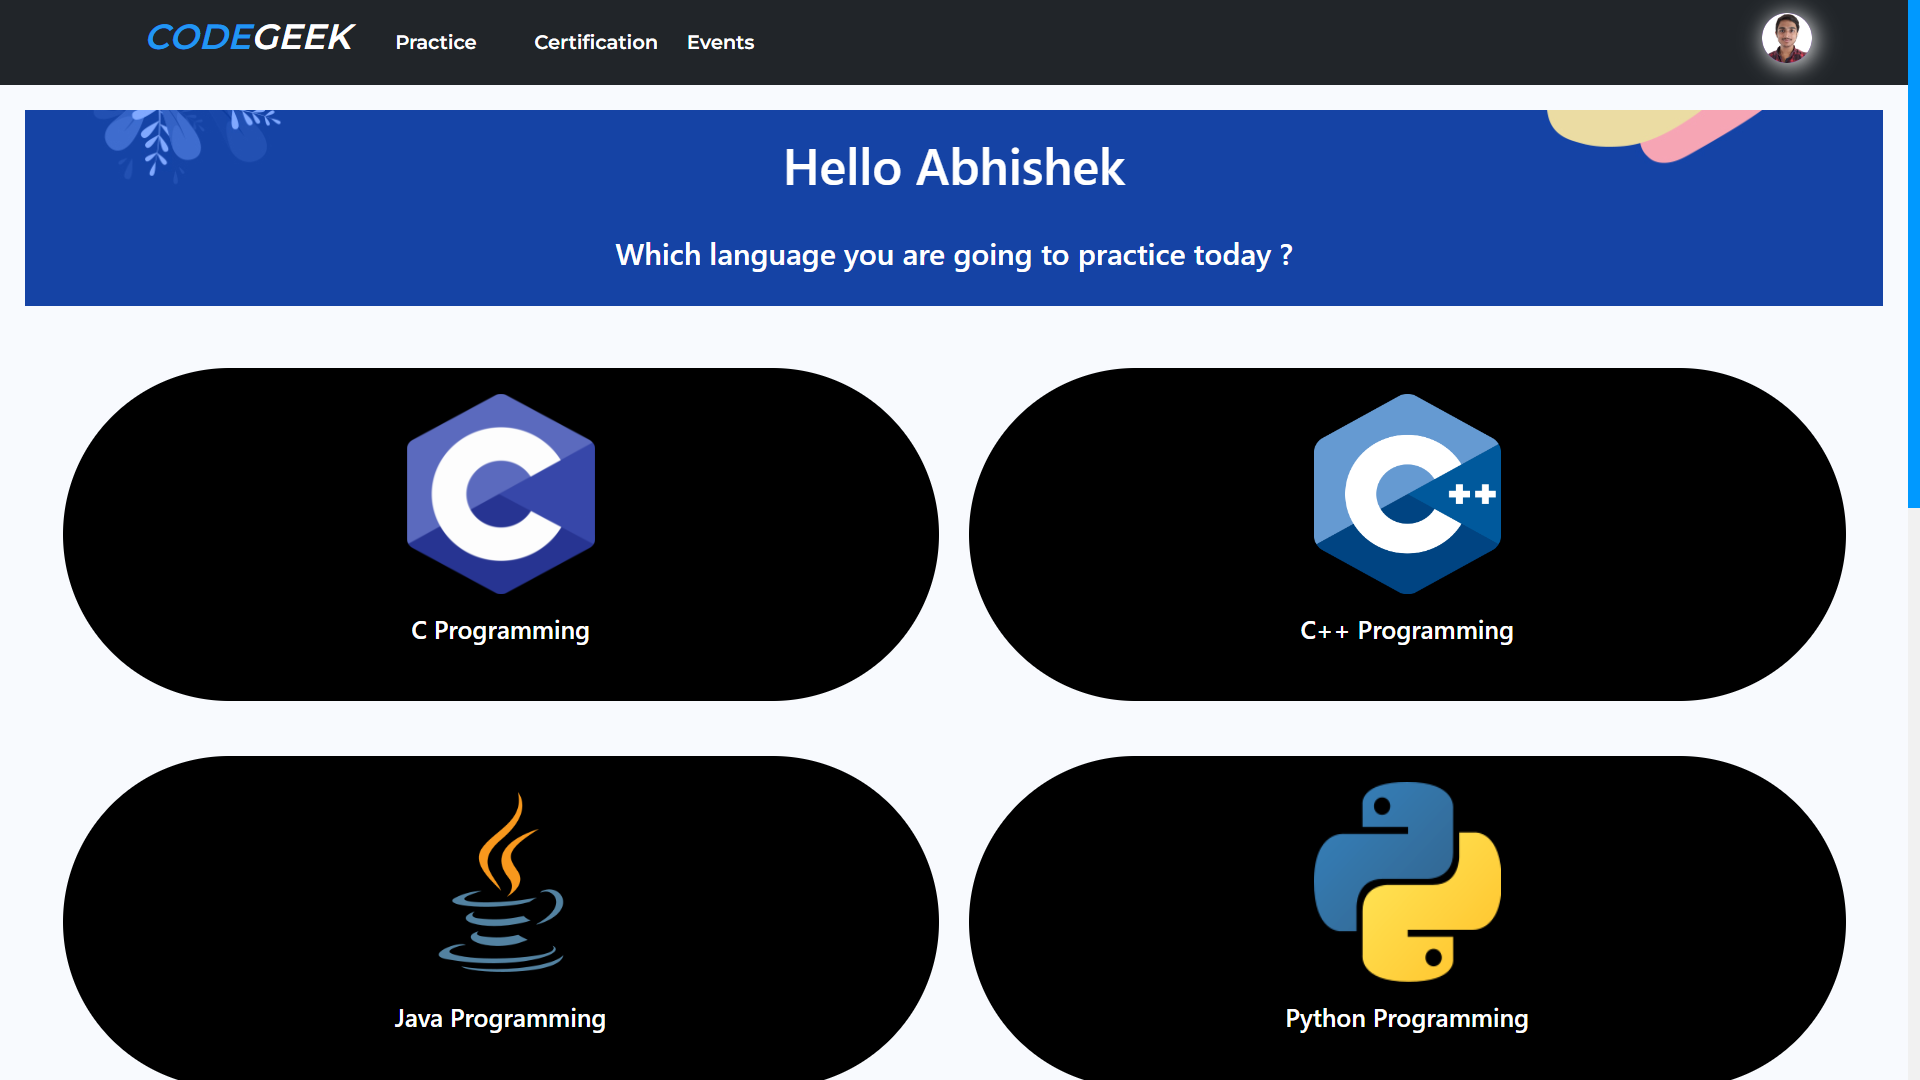 CODEGEEK Practice Certification Events
Hello Abhishek
Which language you are going to practice today ?
C ++
C Programming C++ Programming
Java Programming Python Programming